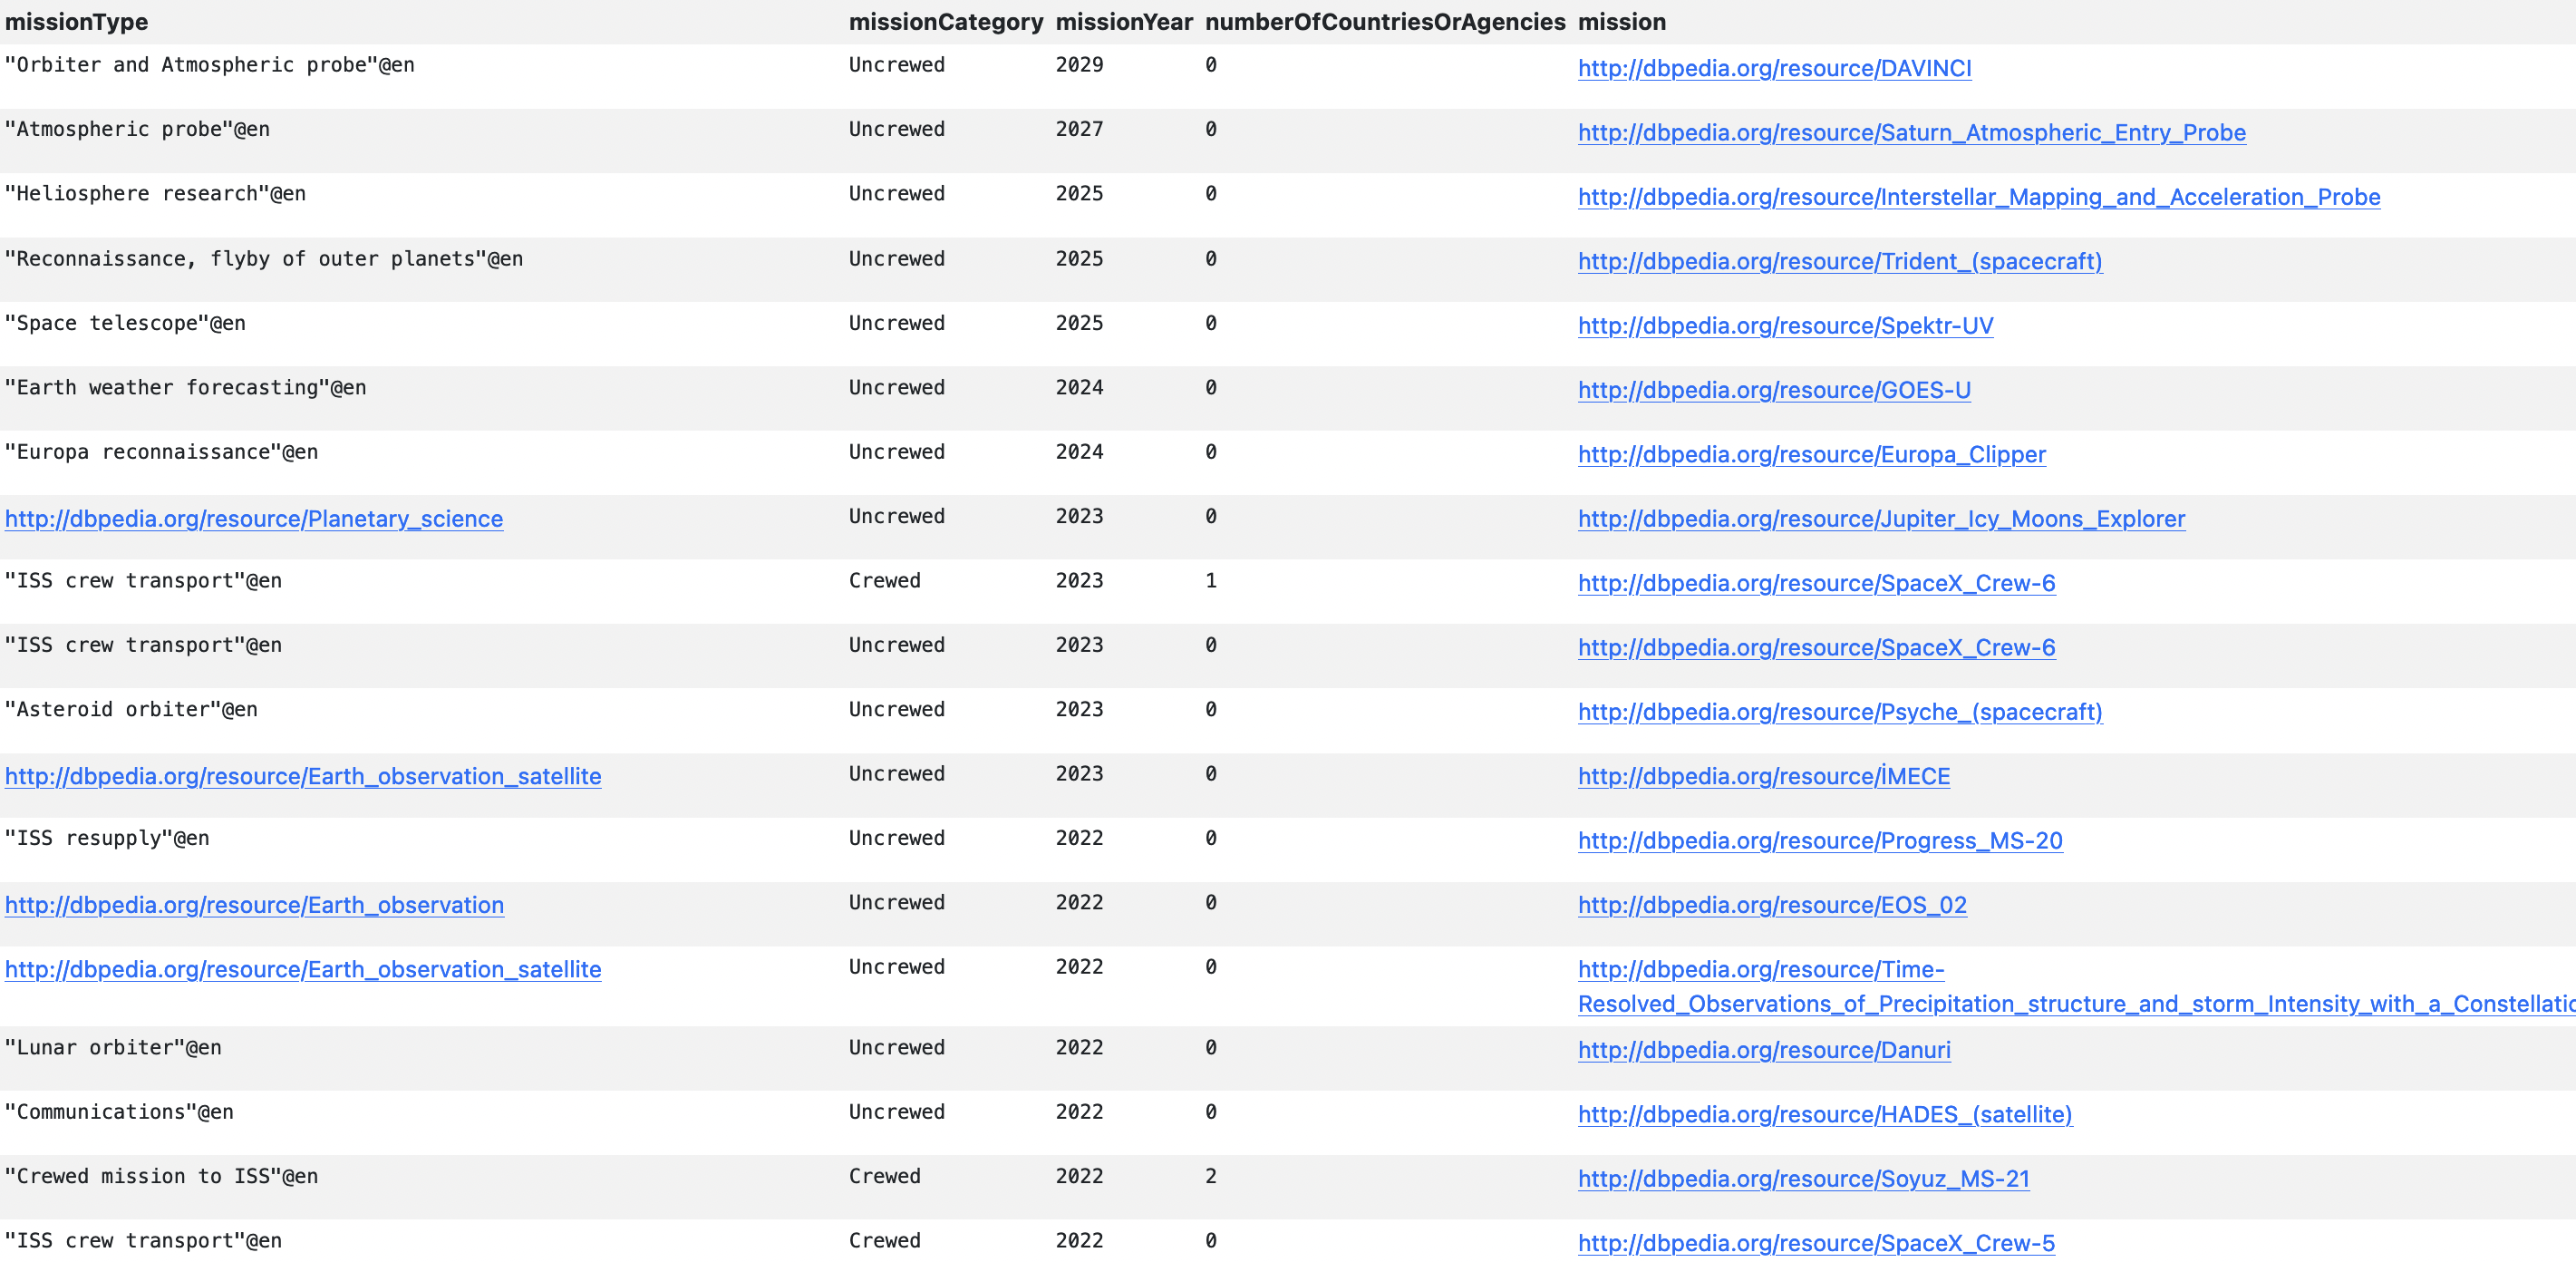 missionType missionCategory missionYear numberOfCountriesOrAgencies mission
"Orbiter and Atmospheric probe"@en Uncrewed 2029 0 http://dbpedia.org/resource/DAVINCI
"Atmospheric probe"@en Uncrewed 2027 0 http://dbpedia.org/resource/Saturn_Atmospheric_Entry_Probe
"Heliosphere research"@en Uncrewed 2025 0 http://dbpedia.org/resource/Interstellar_Mapping_and_Acceleration_Probe
"Reconnaissance, flyby of outer planets"@en Uncrewed 2025 0 http://dbpedia.org/resource/Trident_(spacecraft)
"Space telescope"@en Uncrewed 2025 0 http://dbpedia.org/resource/Spektr-UV
"Earth weather forecasting"@en Uncrewed 2024 0 http://dbpedia.org/resource/GOES-U
"Europa reconnaissance"@en Uncrewed 2024 0 http://dbpedia.org/resource/Europa_Clipper
http://dbpedia.org/resource/Planetary_science Uncrewed 2023 0 http://dbpedia.org/resource/Jupiter_Icy_Moons_Explorer
"ISS crew transport"@en Crewed 2023 1 http://dbpedia.org/resource/SpaceX_Crew-6
"ISS crew transport"@en Uncrewed 2023 0 http://dbpedia.org/resource/SpaceX_Crew-6
"Asteroid orbiter"@en Uncrewed 2023 0 http://dbpedia.org/resource/Psyche_(spacecraft)
http://dbpedia.org/resource/Earth_observation_satellite Uncrewed 2023 0 http://dbpedia.org/resource/İMECE
"ISS resupply"@en Uncrewed 2022 0 http://dbpedia.org/resource/Progress_MS-20
http://dbpedia.org/resource/Earth_observation Uncrewed 2022 0 http://dbpedia.org/resource/EOS_02
http://dbpedia.org/resource/Earth_observation_satellite Uncrewed 2022 0 http://dbpedia.org/resource/Time-
Resolved_Observations_of_Precipitation_structure_and_storm_Intensity_with_a_Constellatio
"Lunar orbiter"@en Uncrewed 2022 0 http://dbpedia.org/resource/Danuri
"Communications"@en Uncrewed 2022 0 http://dbpedia.org/resource/HADES_(satellite)
"Crewed mission to ISS"@en Crewed 2022 2 http://dbpedia.org/resource/Soyuz_MS-21
"ISS crew transport"@en Crewed 2022 0 http://dbpedia.org/resource/SpaceX_Crew-5